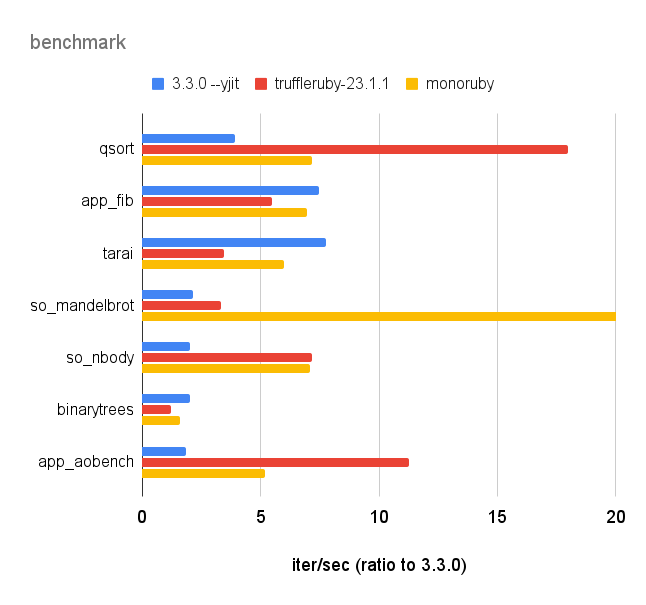 benchmark
3.3.0 --yjit truffleruby-23.1.1 monoruby
qsort
app_fib
tarai
so_mandelbrot
so_nbody
binarytrees
app_aobench
0 5 10 15 20
iter/sec (ratio to 3.3.0)